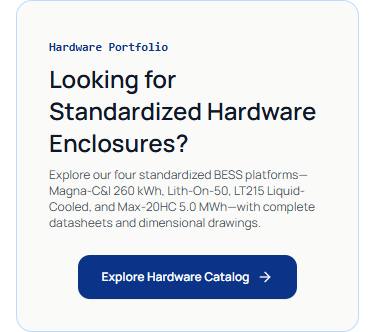 Hardware Portfolio
Looking for
Standardized Hardware
Enclosures?
Explore our four standardized BESS platforms—
Magna-C&I 260 kWh, Lith-On-50, LT215 Liquid-
Cooled, and Max-20HC 5.0 MWh—with complete
datasheets and dimensional drawings.
Explore Hardware Catalog →